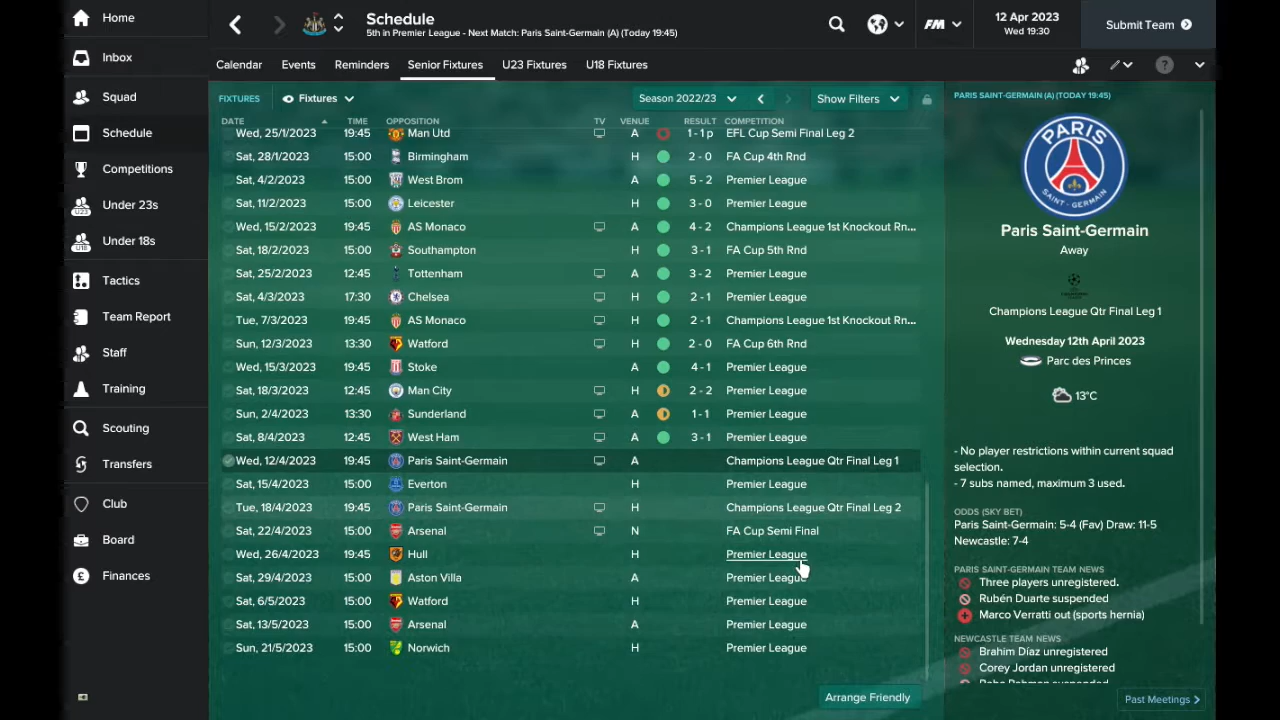 Home
Inbox
Squad
Schedule
Competitions
U23
Under 23s
U18
Under 18s
Tactics
Team Report
Staff
Training
Scouting
Transfers
Club
Board
Finances
Schedule
5th in Premier League - Next Match: Paris Saint-Germain (A) (Today 19:45)
FM
12 Apr 2023
Wed 19:30
Submit Team
Calendar Events Reminders Senior Fixtures U23 Fixtures U18 Fixtures
?
FIXTURES Fixtures Season 2022/23 Show Filters
DATE TIME OPPOSITION TV VENUE RESULT COMPETITION
Wed, 25/1/2023 19:45 Man Utd A 1 - 1 p EFL Cup Semi Final Leg 2
Sat, 28/1/2023 15:00 Birmingham H 2 - 0 FA Cup 4th Rnd
Sat, 4/2/2023 15:00 West Brom A 5 - 2 Premier League
Sat, 11/2/2023 15:00 Leicester H 3 - 0 Premier League
Wed, 15/2/2023 19:45 AS Monaco A 4 - 2 Champions League 1st Knockout Rn...
Sat, 18/2/2023 15:00 Southampton H 3 - 1 FA Cup 5th Rnd
Sat, 25/2/2023 12:45 Tottenham A 3 - 2 Premier League
Sat, 4/3/2023 17:30 Chelsea H 2 - 1 Premier League
Tue, 7/3/2023 19:45 AS Monaco H 2 - 1 Champions League 1st Knockout Rn...
Sun, 12/3/2023 13:30 Watford H 2 - 0 FA Cup 6th Rnd
Wed, 15/3/2023 19:45 Stoke A 4 - 1 Premier League
Sat, 18/3/2023 12:45 Man City H 2 - 2 Premier League
Sun, 2/4/2023 13:30 Sunderland A 1 - 1 Premier League
Sat, 8/4/2023 12:45 West Ham A 3 - 1 Premier League
Wed, 12/4/2023 19:45 Paris Saint-Germain A Champions League Qtr Final Leg 1
Sat, 15/4/2023 15:00 Everton H Premier League
Tue, 18/4/2023 19:45 Paris Saint-Germain H Champions League Qtr Final Leg 2
Sat, 22/4/2023 15:00 Arsenal N FA Cup Semi Final
Wed, 26/4/2023 19:45 Hull H Premier League
Sat, 29/4/2023 15:00 Aston Villa A Premier League
Sat, 6/5/2023 15:00 Watford H Premier League
Sat, 13/5/2023 15:00 Arsenal A Premier League
Sun, 21/5/2023 15:00 Norwich H Premier League
Arrange Friendly
PARIS SAINT-GERMAIN (A) (TODAY 19:45)
PARIS
SAINT-GERMAIN
Paris Saint-Germain
Away
Champions League Qtr Final Leg 1
Wednesday 12th April 2023
Parc des Princes
13°C
- No player restrictions within current squad
selection.
- 7 subs named, maximum 3 used.
ODDS (SKY BET)
Paris Saint-Germain: 5-4 (Fav) Draw: 11-5
Newcastle: 7-4
PARIS SAINT-GERMAIN TEAM NEWS
Three players unregistered.
Rubén Duarte suspended
Marco Verratti out (sports hernia)
NEWCASTLE TEAM NEWS
Brahim Díaz unregistered
Corey Jordan unregistered
Past Meetings